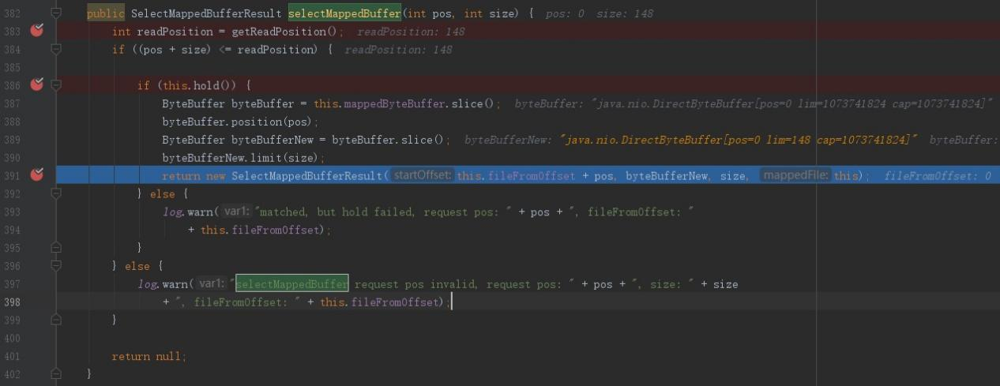 382 public SelectMappedBufferResult selectMappedBuffer(int pos, int size) { pos: 0 size: 148
383 int readPosition = getReadPosition(); readPosition: 148
384 if ((pos + size) <= readPosition) { readPosition: 148
385
386 if (this.hold()) {
387 ByteBuffer byteBuffer = this.mappedByteBuffer.slice(); byteBuffer: "java.nio.DirectByteBuffer[pos=0 lim=1073741824 cap=1073741824]"
388 byteBuffer.position(pos);
389 ByteBuffer byteBufferNew = byteBuffer.slice(); byteBufferNew: "java.nio.DirectByteBuffer[pos=0 lim=148 cap=1073741824]" byteBuffer:
390 byteBufferNew.limit(size);
391 return new SelectMappedBufferResult( startOffset: this.fileFromOffset + pos, byteBufferNew, size, mappedFile: this); fileFromOffset: 0
392 } else {
393 log.warn( var1: "matched, but hold failed, request pos: " + pos + ", fileFromOffset: "
394 + this.fileFromOffset);
395 }
396 } else {
397 log.warn( var1: "selectMappedBuffer request pos invalid, request pos: " + pos + ", size: " + size
398 + ", fileFromOffset: " + this.fileFromOffset);
399 }
400
401 return null;
402 }